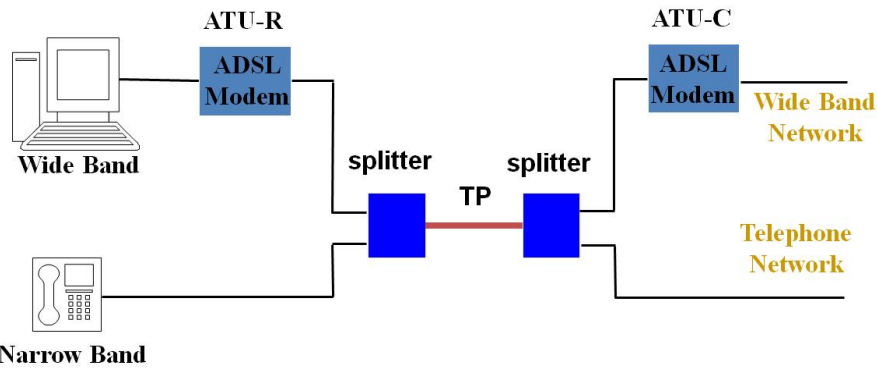 ATU-R
ATU-C
ADSL
Modem
ADSL
Modem
Wide Band
Network
Wide Band
splitter
splitter
TP
Telephone
Network
Narrow Band